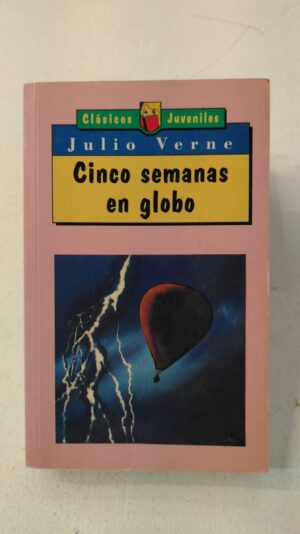 Clásicos Juveniles
Julio Verne
Cinco semanas
en globo